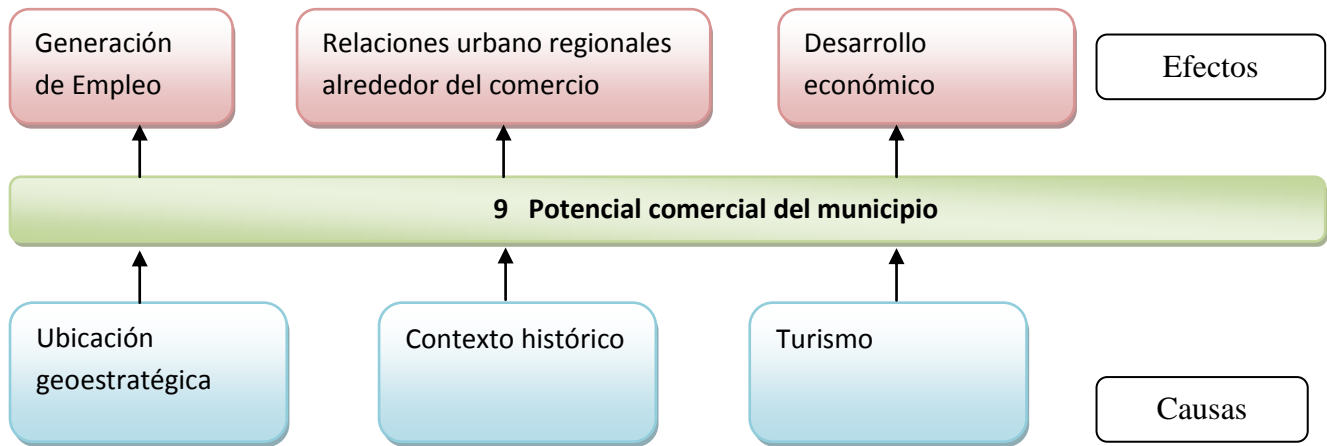 Generación
de Empleo
Relaciones urbano regionales
alrededor del comercio
Desarrollo
económico
Efectos
9 Potencial comercial del municipio
Ubicación
geoestratégica
Contexto histórico
Turismo
Causas